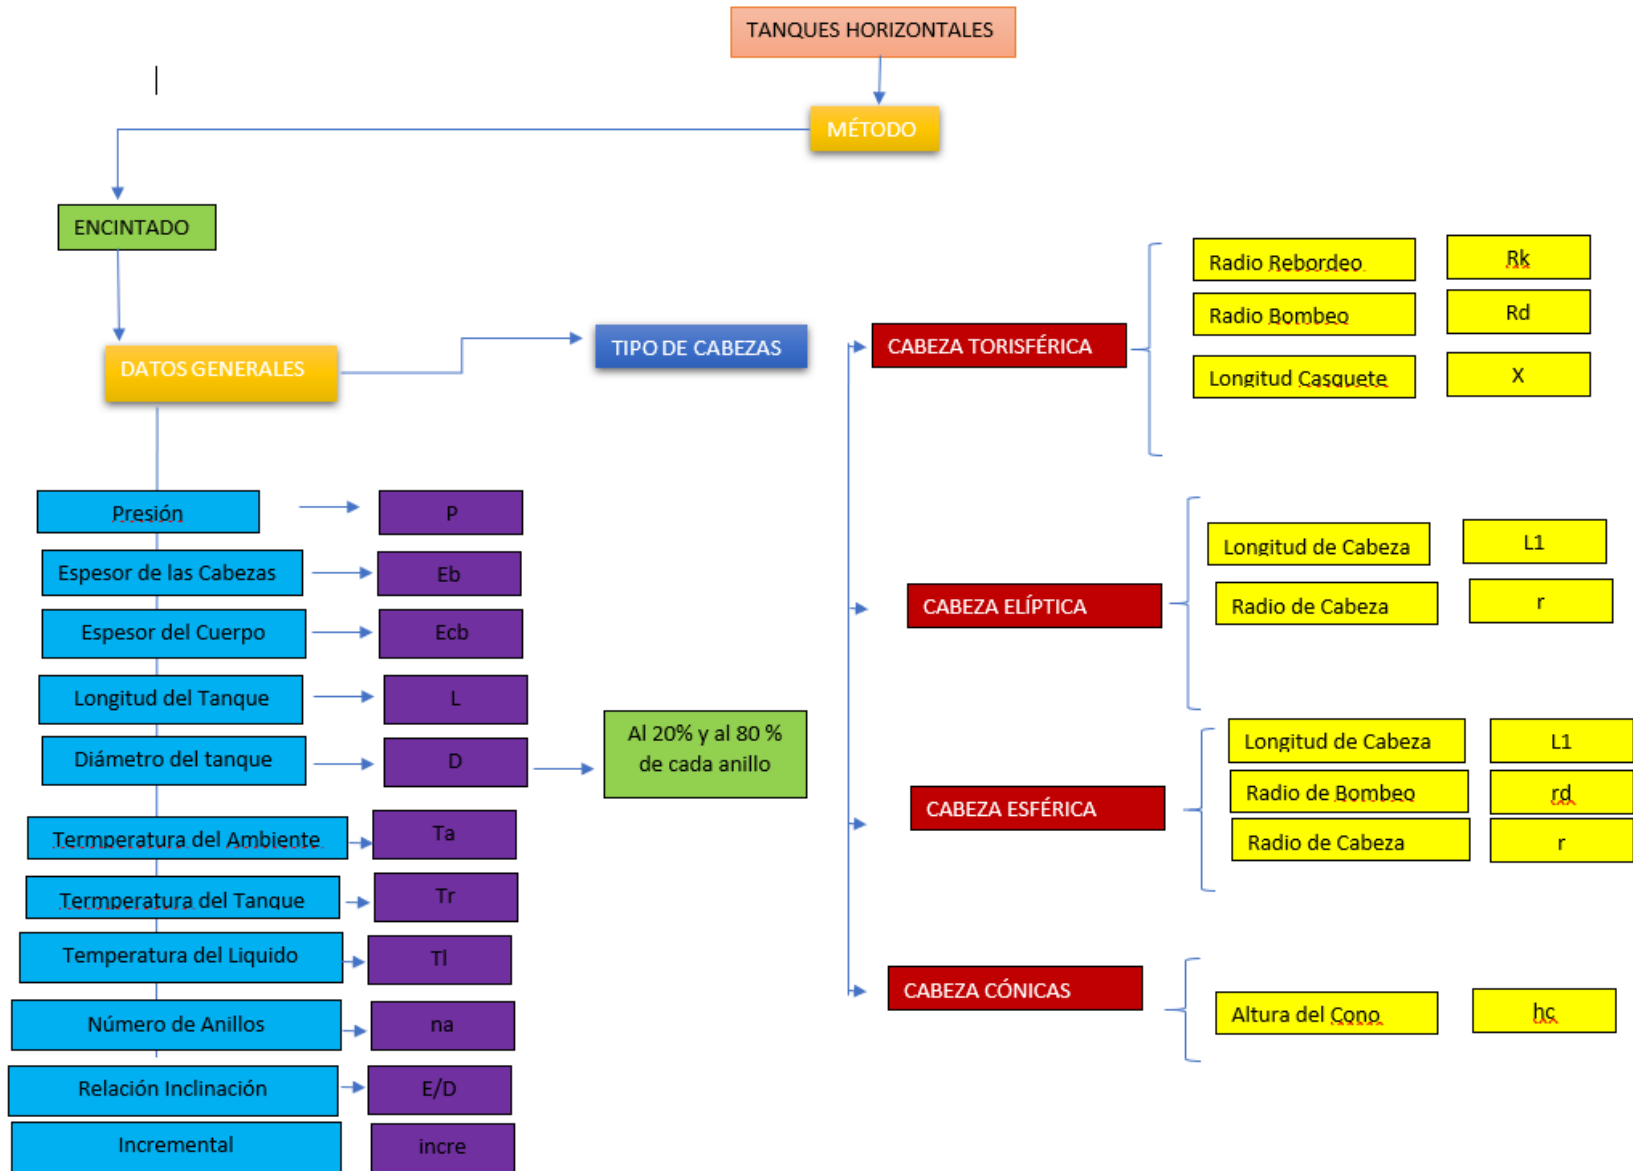 TANQUES HORIZONTALES
MÉTODO
ENCINTADO
DATOS GENERALES
TIPO DE CABEZAS
Presión
P
Espesor de las Cabezas
Eb
Espesor del Cuerpo
Ecb
Longitud del Tanque
L
Diámetro del tanque
D
Al 20% y al 80 %
de cada anillo
Termperatura del Ambiente
Ta
Termperatura del Tanque
Tr
Temperatura del Liquido
Tl
Número de Anillos
na
Relación Inclinación
E/D
Incremental
incre
CABEZA TORISFÉRICA
Radio Rebordeo
Rk
Radio Bombeo
Rd
Longitud Casquete
X
CABEZA ELÍPTICA
Longitud de Cabeza
L1
Radio de Cabeza
r
CABEZA ESFÉRICA
Longitud de Cabeza
L1
Radio de Bombeo
rd
Radio de Cabeza
r
CABEZA CÓNICAS
Altura del Cono
hc